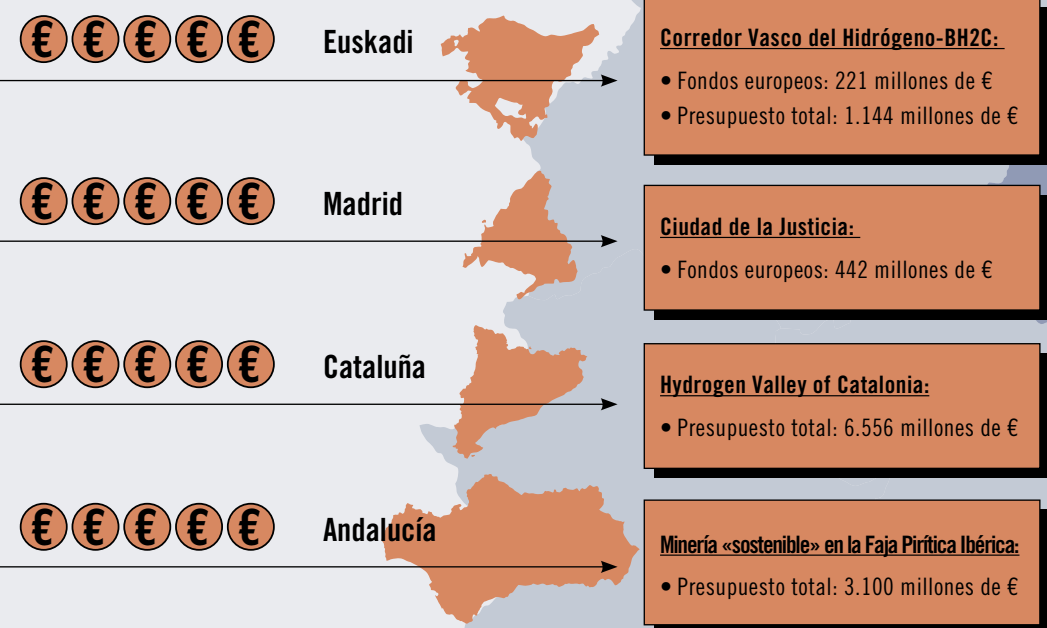 € € € € €
Euskadi
Corredor Vasco del Hidrógeno-BH2C:
• Fondos europeos: 221 millones de €
• Presupuesto total: 1.144 millones de €
€ € € € €
Madrid
Ciudad de la Justicia:
• Fondos europeos: 442 millones de €
€ € € € €
Cataluña
Hydrogen Valley of Catalonia:
• Presupuesto total: 6.556 millones de €
€ € € € €
Andalucía
Minería «sostenible» en la Faja Pirítica Ibérica:
• Presupuesto total: 3.100 millones de €